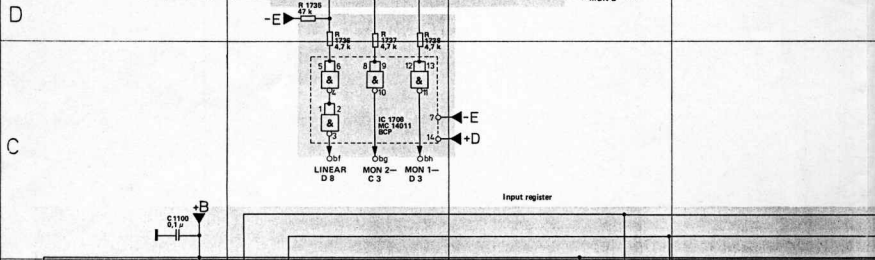 D
R 1735
47 k
-E
R
1736
4,7 k
R
1737
4,7 k
R
1738
4,7 k
5 6
8 9
12 13
&
&
&
4
10
11
1 2
&
3
IC 1708
MC 14011
BCP
7
-E
14
+D
C
bf
bg
bh
LINEAR
D 8
MON 2—
C 3
MON 1—
D 3
Input register
+B
C 1100
0,1 µ